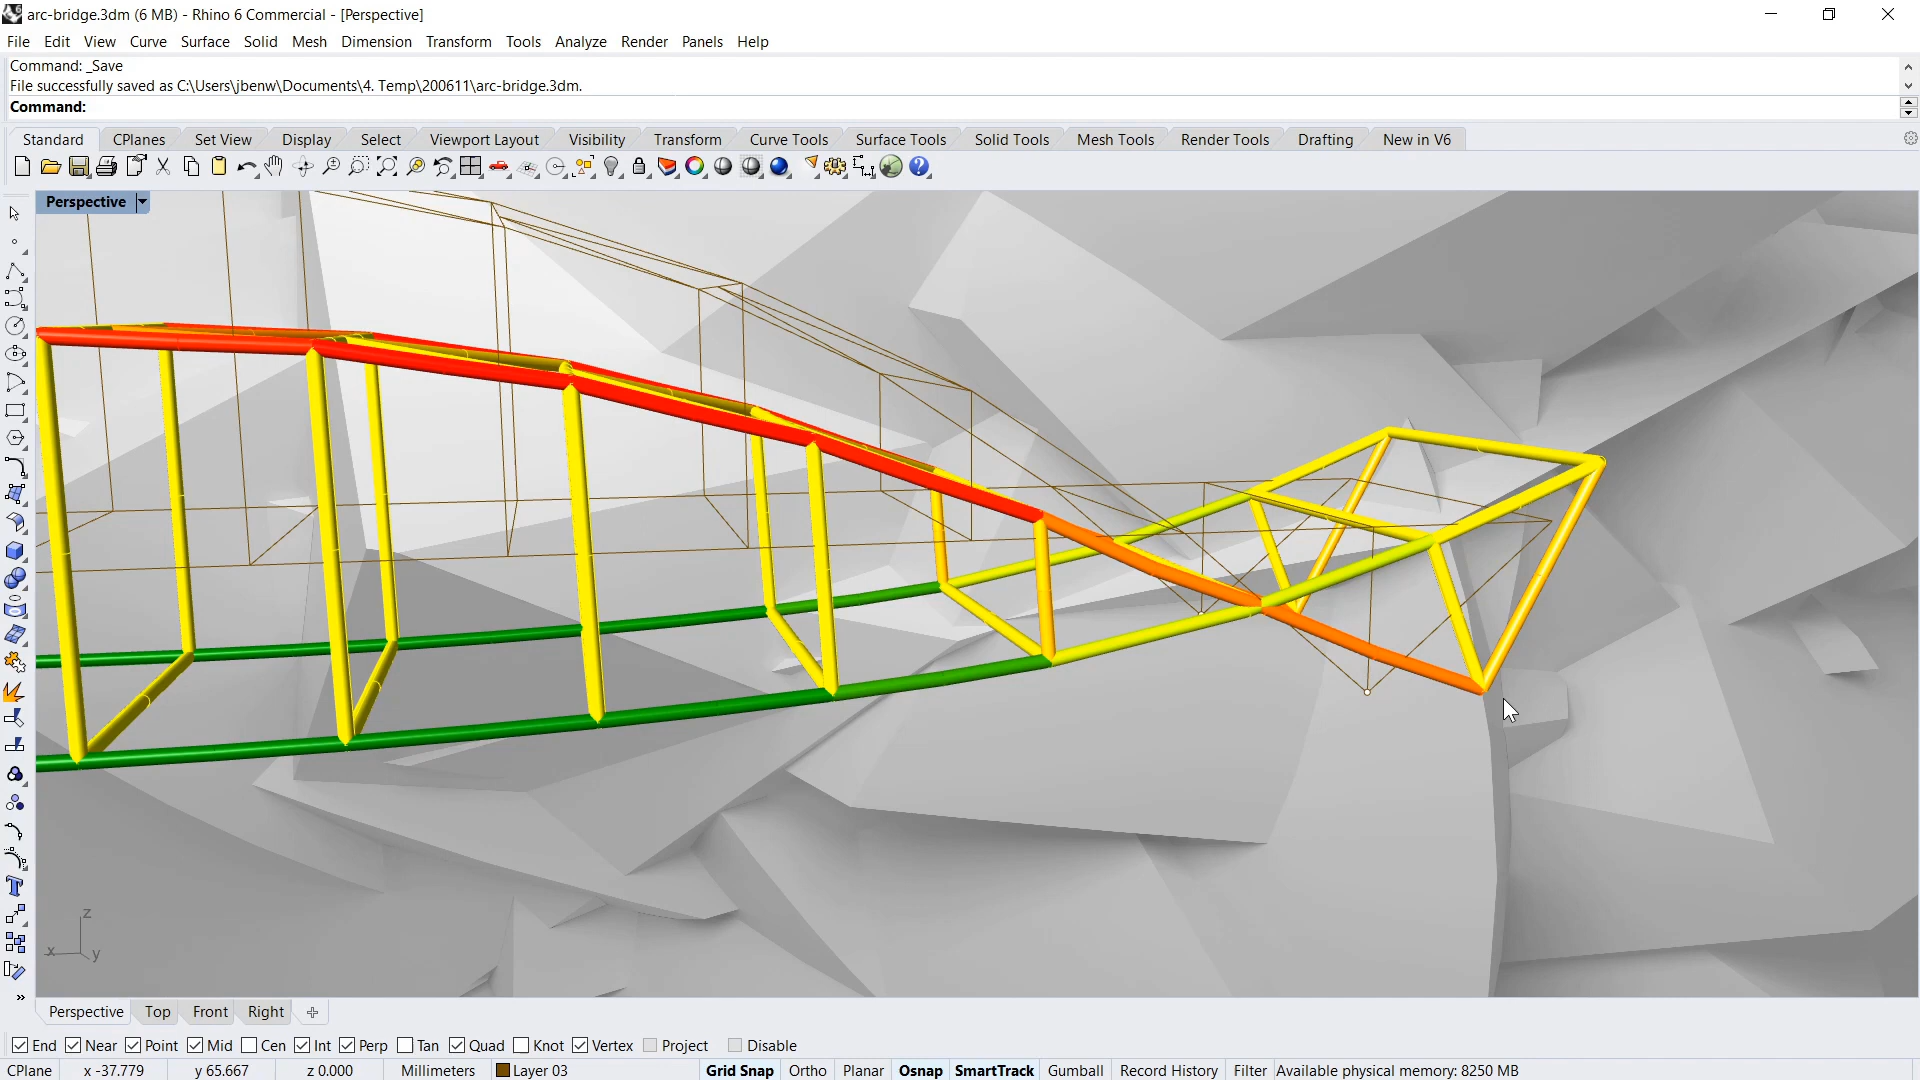 arc-bridge.3dm (6 MB) - Rhino 6 Commercial - [Perspective]
File Edit View Curve Surface Solid Mesh Dimension Transform Tools Analyze Render Panels Help
Command: _Save
File successfully saved as C:\Users\jbenw\Documents\4. Temp\200611\arc-bridge.3dm.
Command:
Standard CPlanes Set View Display Select Viewport Layout Visibility Transform Curve Tools Surface Tools Solid Tools Mesh Tools Render Tools Drafting New in V6
Perspective
z
x y
Perspective Top Front Right
End Near Point Mid Cen Int Perp Tan Quad Knot Vertex Project Disable
CPlane x -37.779 y 65.667 z 0.000 Millimeters Layer 03 Grid Snap Ortho Planar Osnap SmartTrack Gumball Record History Filter Available physical memory: 8250 MB